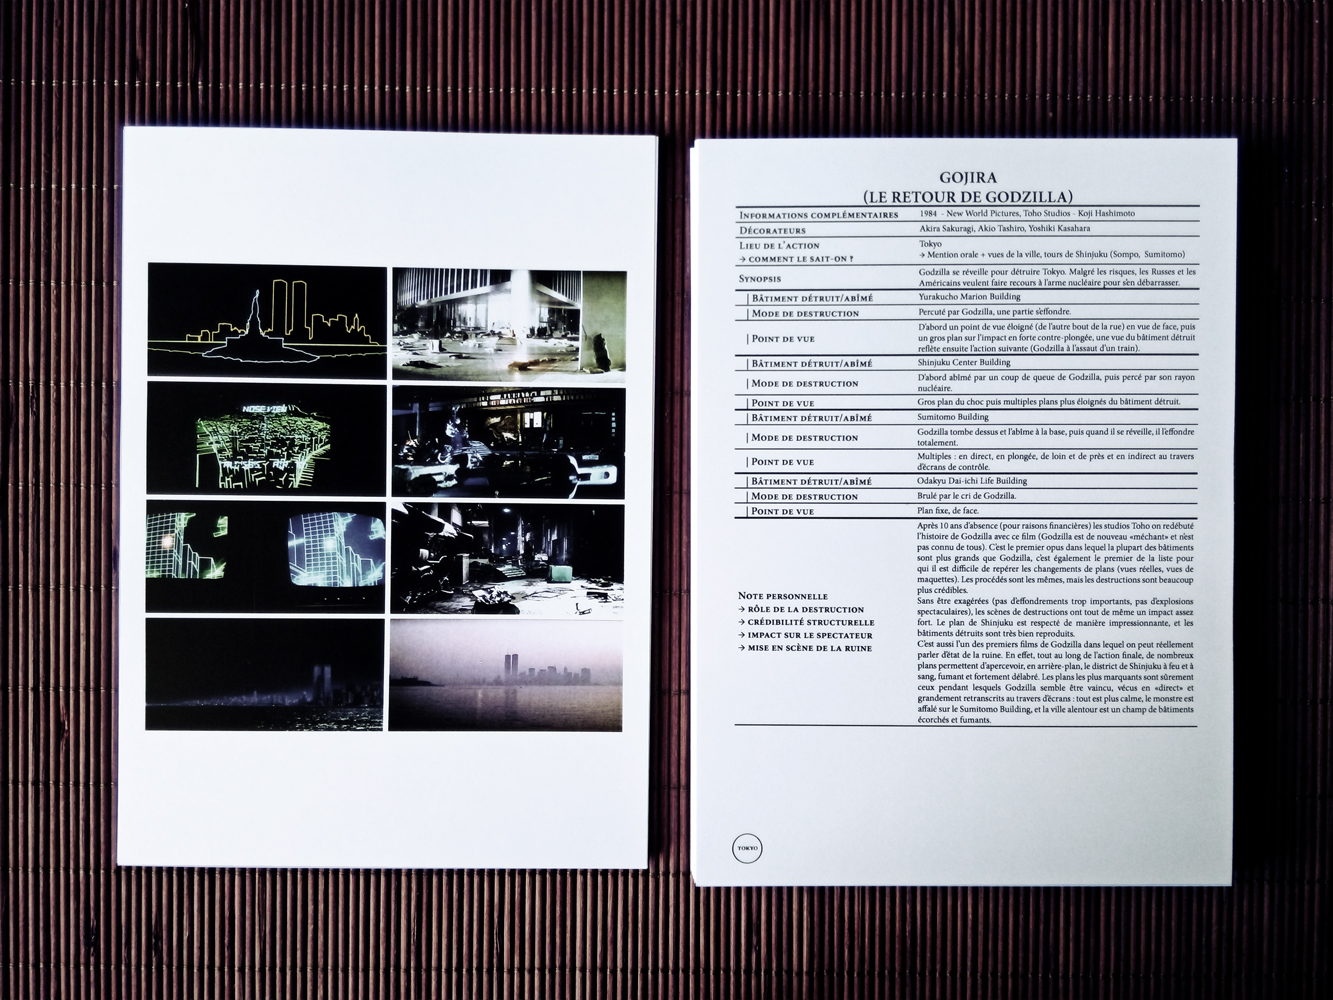 NOSE VIEW
GOJIRA
(LE RETOUR DE GODZILLA)
INFORMATIONS COMPLÉMENTAIRES
1984 - New World Pictures, Toho Studios - Koji Hashimoto
DÉCORATEURS
Akira Sakuragi, Akio Tashiro, Yoshiki Kasahara
LIEU DE L'ACTION
→ COMMENT LE SAIT-ON ?
Tokyo
→ Mention orale + vues de la ville, tours de Shinjuku (Sompo, Sumitomo)
SYNOPSIS
Godzilla se réveille pour détruire Tokyo. Malgré les risques, les Russes et les
Américains veulent faire recours à l'arme nucléaire pour s'en débarrasser.
BÂTIMENT DÉTRUIT/ABÎMÉ
Yurakucho Marion Building
MODE DE DESTRUCTION
Percuté par Godzilla, une partie s'effondre.
POINT DE VUE
D'abord un point de vue éloigné (de l'autre bout de la rue) en vue de face, puis
un gros plan sur l'impact en forte contre-plongée, une vue du bâtiment détruit
reflète ensuite l'action suivante (Godzilla à l'assaut d'un train).
BÂTIMENT DÉTRUIT/ABÎMÉ
Shinjuku Center Building
MODE DE DESTRUCTION
D'abord abîmé par un coup de queue de Godzilla, puis percé par son rayon
nucléaire.
POINT DE VUE
Gros plan du choc puis multiples plans plus éloignés du bâtiment détruit.
BÂTIMENT DÉTRUIT/ABÎMÉ
Sumitomo Building
MODE DE DESTRUCTION
Godzilla tombe dessus et l'abîme à la base, puis quand il se réveille, il l'effondre
totalement.
POINT DE VUE
Multiples : en direct, en plongée, de loin et de près et en indirect au travers
d'écrans de contrôle.
BÂTIMENT DÉTRUIT/ABÎMÉ
Odakyu Dai-ichi Life Building
MODE DE DESTRUCTION
Brulé par le cri de Godzilla.
POINT DE VUE
Plan fixe, de face.
NOTE PERSONNELLE
→ RÔLE DE LA DESTRUCTION
→ CRÉDIBILITÉ STRUCTURELLE
→ IMPACT SUR LE SPECTATEUR
→ MISE EN SCÈNE DE LA RUINE
Après 10 ans d'absence (pour raisons financières) les studios Toho on redébuté
l'histoire de Godzilla avec ce film (Godzilla est de nouveau «méchant» et n'est
pas connu de tous). C'est le premier opus dans lequel la plupart des bâtiments
sont plus grands que Godzilla, c'est également le premier de la liste pour
qui il est difficile de repérer les changements de plans (vues réelles, vues de
maquettes). Les procédés sont les mêmes, mais les destructions sont beaucoup
plus crédibles.
Sans être exagérées (pas d'effondrements trop importants, pas d'explosions
spectaculaires), les scènes de destructions ont tout de même un impact assez
fort. Le plan de Shinjuku est respecté de manière impressionnante, et les
bâtiments détruits sont très bien reproduits.
C'est aussi l'un des premiers films de Godzilla dans lequel on peut réellement
parler d'état de la ruine. En effet, tout au long de l'action finale, de nombreux
plans permettent d'apercevoir, en arrière-plan, le district de Shinjuku à feu et à
sang, fumant et fortement délabré. Les plans les plus marquants sont sûrement
ceux pendant lesquels Godzilla semble être vaincu, vécus en «direct» et
grandement retranscrits au travers d'écrans : tout est plus calme, le monstre est
affalé sur le Sumitomo Building, et la ville alentour est un champ de bâtiments
écorchés et fumants.
TOKYO